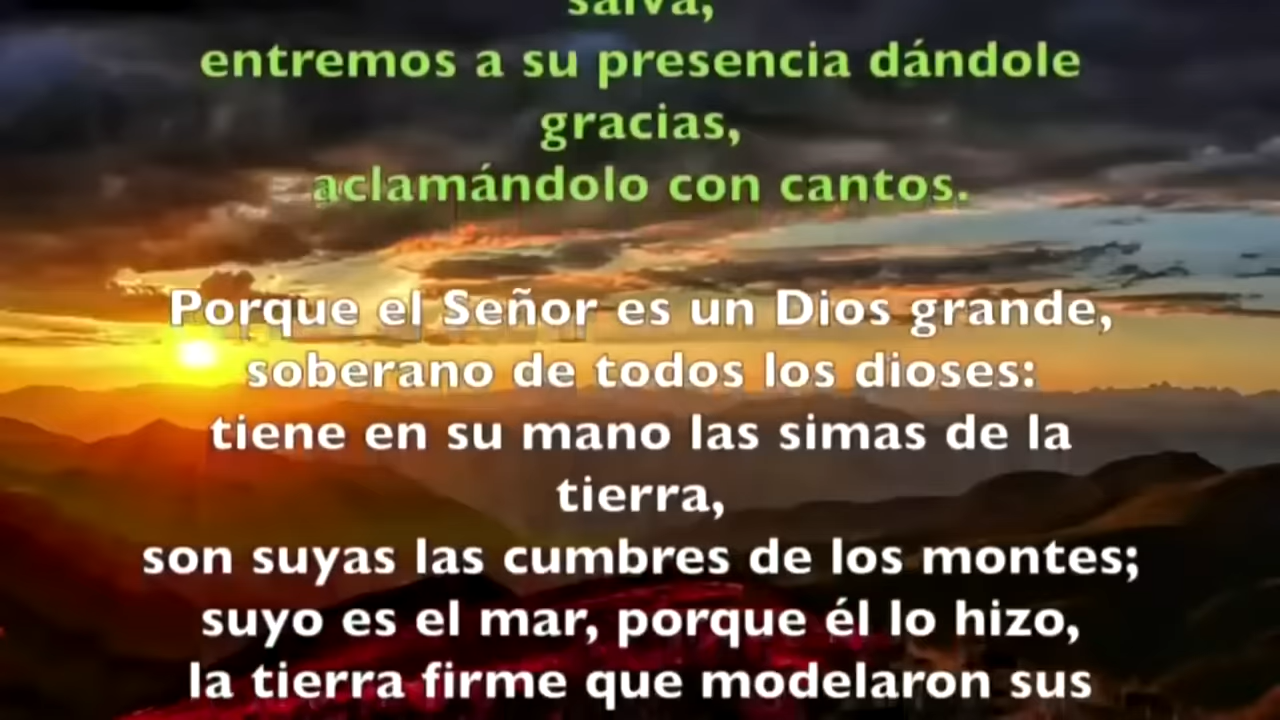 salva,
entremos a su presencia dándole
gracias,
aclamándolo con cantos.
Porque el Señor es un Dios grande,
soberano de todos los dioses:
tiene en su mano las simas de la
tierra,
son suyas las cumbres de los montes;
suyo es el mar, porque él lo hizo,
la tierra firme que modelaron sus